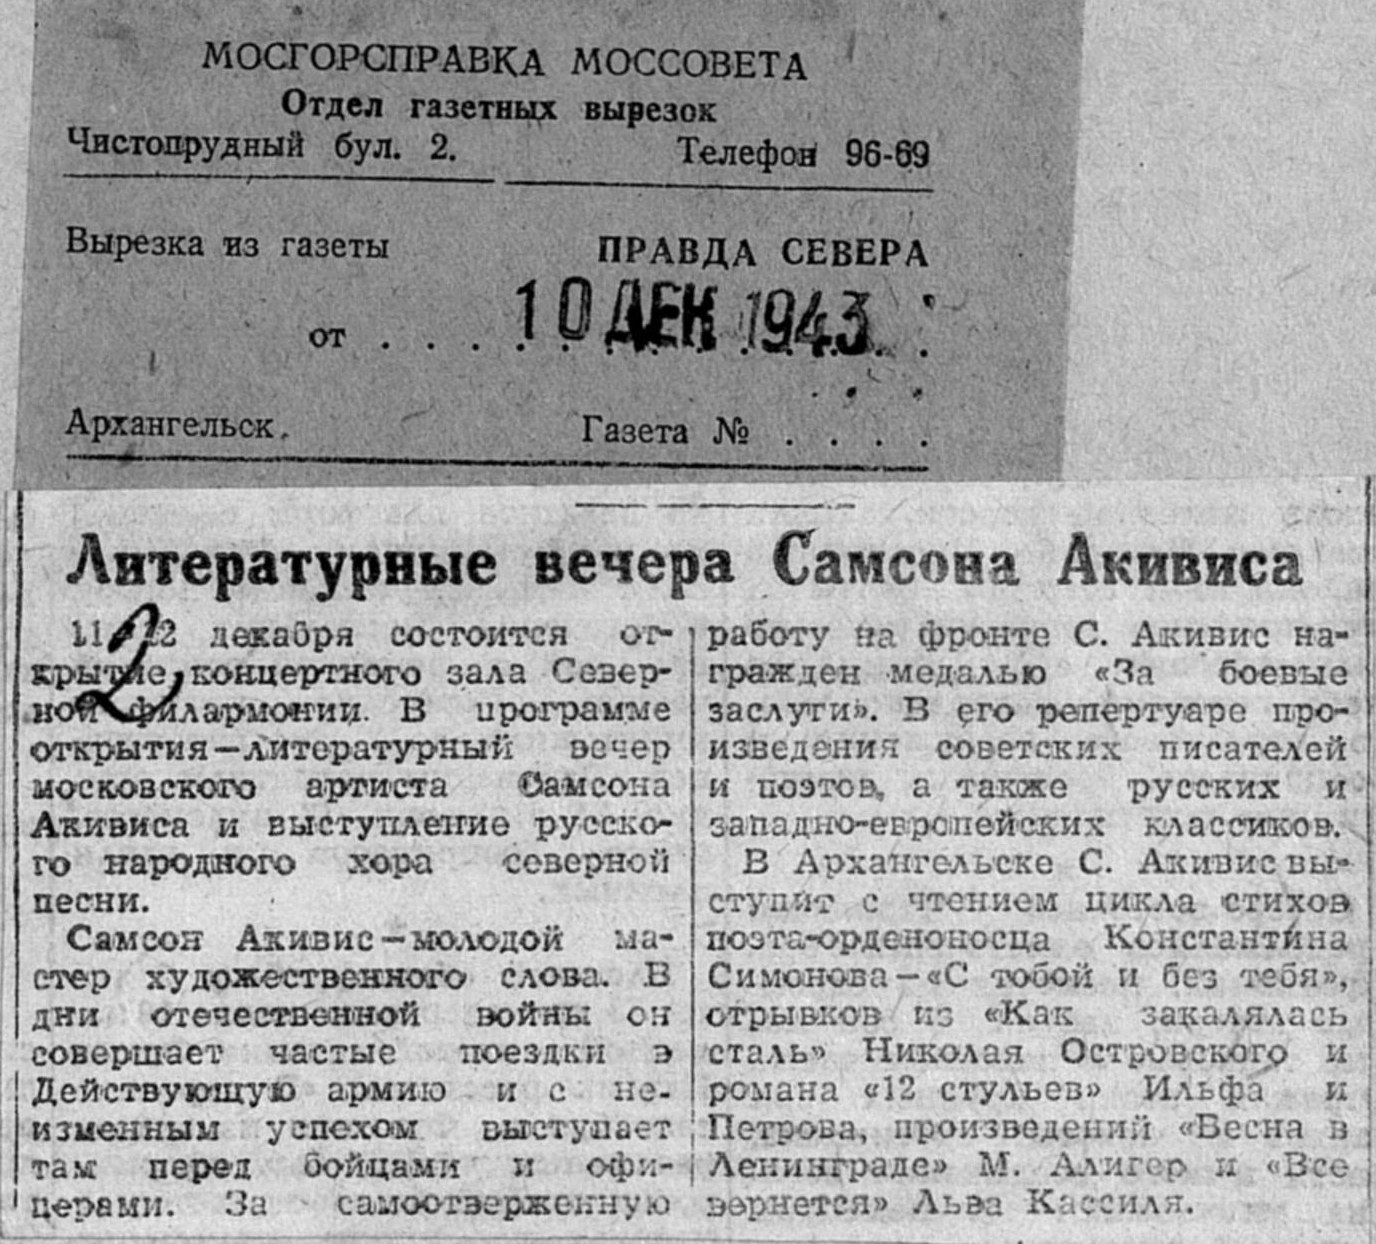 МОСГОРСПРАВКА МОССОВЕТА
Отдел газетных вырезок
Чистопрудный бул. 2. Телефон 96-69
Вырезка из газеты ПРАВДА СЕВЕРА
от . . . . 10 ДЕК 1943
Архангельск. Газета № . . . .
Литературные вечера Самсона Акивиса
11 12 декабря состоится от-
крытие концертного зала Север-
ной филармонии. В программе
открытия—литературный вечер
московского артиста Самсона
Акивиса и выступление русско-
го народного хора северной
песни.
Самсон Акивис—молодой ма-
стер художественного слова. В
дни отечественной войны он
совершает частые поездки в
Действующую армию и с не-
изменным успехом выступает
там перед бойцами и офи-
церами. За самоотверженную
работу на фронте С. Акивис на-
гражден медалью «За боевые
заслуги». В его репертуаре про-
изведения советских писателей
и поэтов, а также русских и
западно-европейских классиков.
В Архангельске С. Акивис вы-
ступит с чтением цикла стихов
поэта-орденоносца Константина
Симонова—«С тобой и без тебя»,
отрывков из «Как закалялась
сталь» Николая Островского и
романа «12 стульев» Ильфа и
Петрова, произведений «Весна в
Ленинграде» М. Алигер и «Все
вернется» Льва Кассиля.
2